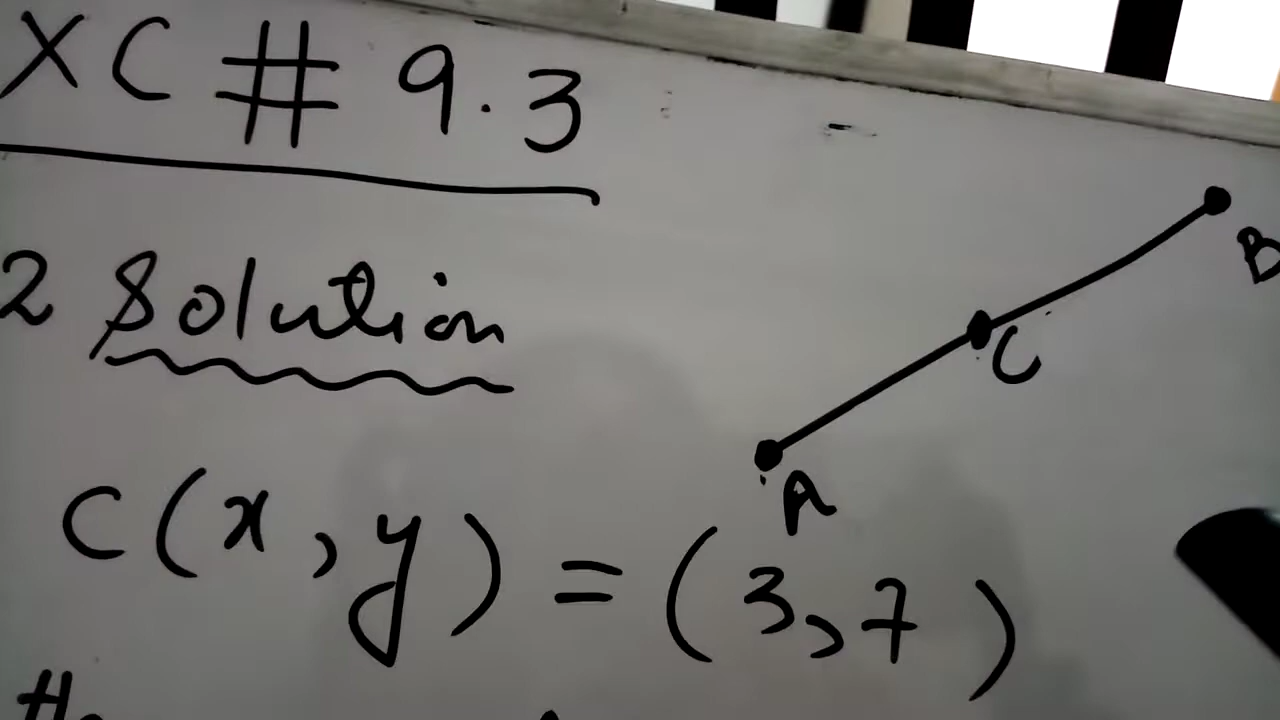 XC # 9.3
2 Solution
B
C
A
C(x, y) = (3, 7)